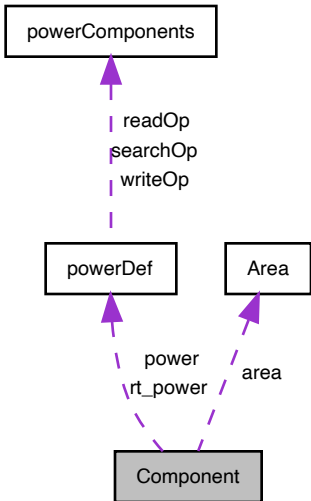 powerComponents
readOp
searchOp
writeOp
powerDef
Area
power
rt_power
area
Component